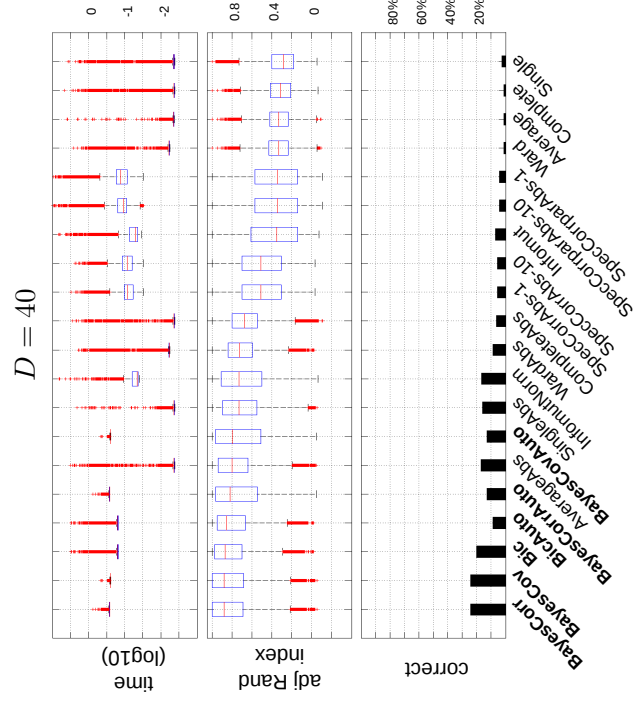 D = 40
0
-1
-2
time
(log10)
0.8
0.4
0
adj Rand
index
80%
60%
40%
20%
correct
BayesCorr
BayesCov
Bic
BicAuto
BayesCorrAuto
AverageAbs
BayesCovAuto
SingleAbs
InfomutNorm
WardAbs
CompleteAbs
SpecCorrAbs-1
SpecCorrAbs-10
Infomut
SpecCorrparAbs-10
SpecCorrparAbs-1
Ward
Average
Complete
Single